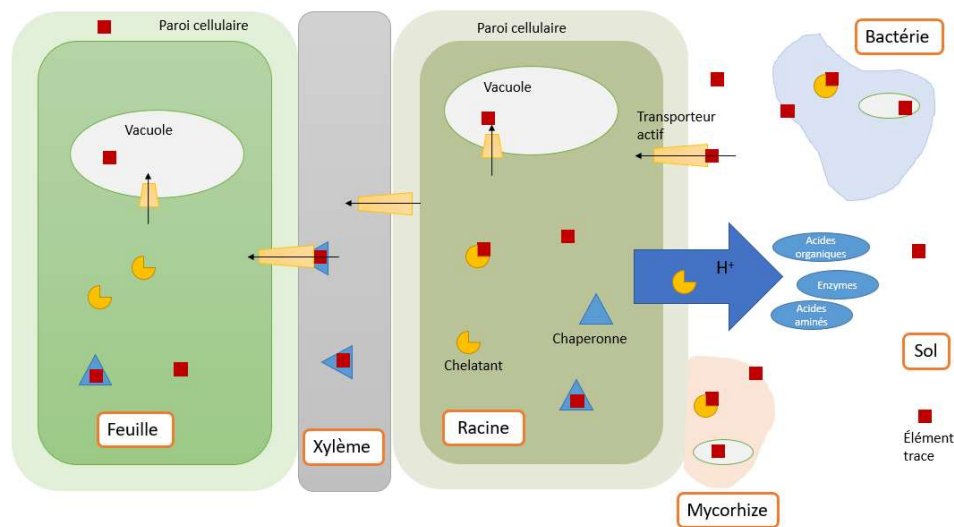 Paroi cellulaire
Paroi cellulaire
Bactérie
Vacuole
Vacuole
Transporteur
actif
H⁺
Acides
organiques
Enzymes
Acides
aminés
Chaperonne
Chelatant
Sol
Feuille
Xylème
Racine
Élément
trace
Mycorhize